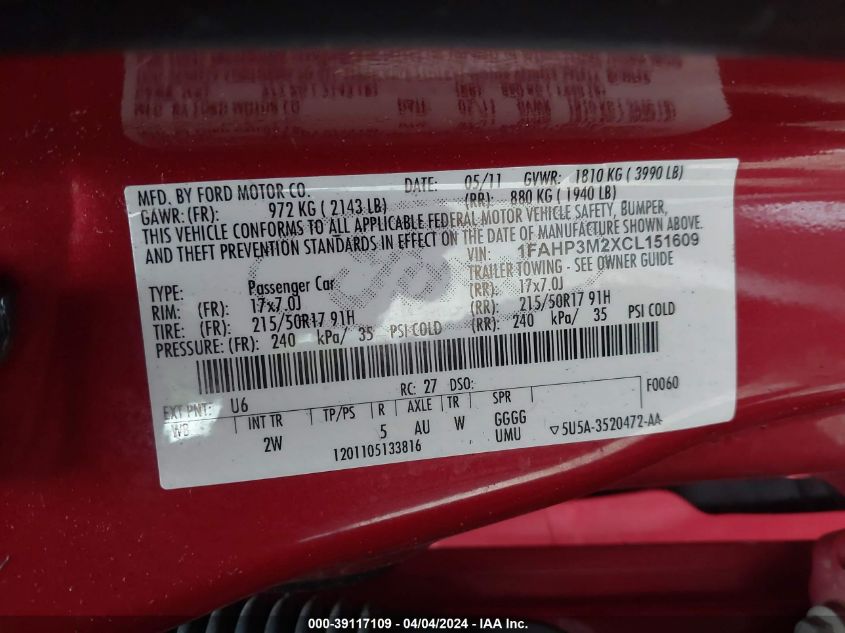 MFD. BY FORD MOTOR CO. DATE: 05/11 GVWR: 1810 KG ( 3990 LB)
GAWR: (FR): 972 KG ( 2143 LB) (RR): 880 KG ( 1940 LB)
THIS VEHICLE CONFORMS TO ALL APPLICABLE FEDERAL MOTOR VEHICLE SAFETY, BUMPER,
AND THEFT PREVENTION STANDARDS IN EFFECT ON THE DATE OF MANUFACTURE SHOWN ABOVE.
VIN: 1FAHP3M2XCL151609
TRAILER TOWING - SEE OWNER GUIDE
TYPE: Passenger Car
RIM: (FR): 17x7.0J (RR): 17x7.0J
TIRE: (FR): 215/50R17 91H (RR): 215/50R17 91H
PRESSURE: (FR): 240 kPa/ 35 PSI COLD (RR): 240 kPa/ 35 PSI COLD
EXT PNT: U6 RC: 27 DSO: F0060
WB INT TR TP/PS R AXLE TR SPR
2W 5 AU W GGGG
UMU
1201105133816 ▽5U5A-3520472-AA
000-39117109 - 04/04/2024 - IAA Inc.